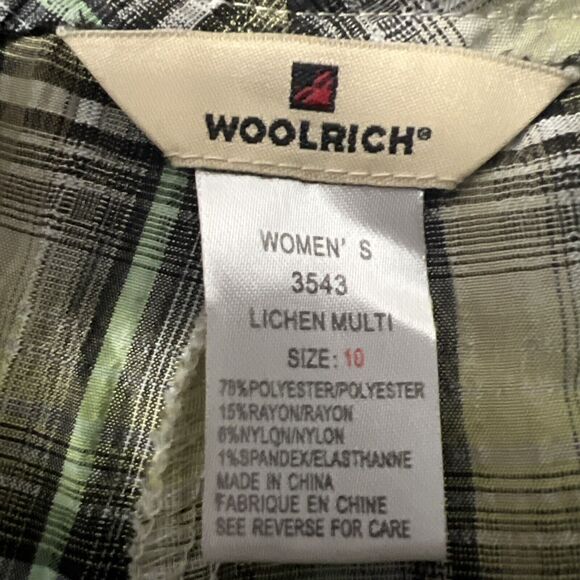 WOOLRICH®
WOMEN' S
3543
LICHEN MULTI
SIZE: 10
78%POLYESTER/POLYESTER
15%RAYON/RAYON
6%NYLON/NYLON
1%SPANDEX/ELASTHANNE
MADE IN CHINA
FABRIQUE EN CHINE
SEE REVERSE FOR CARE